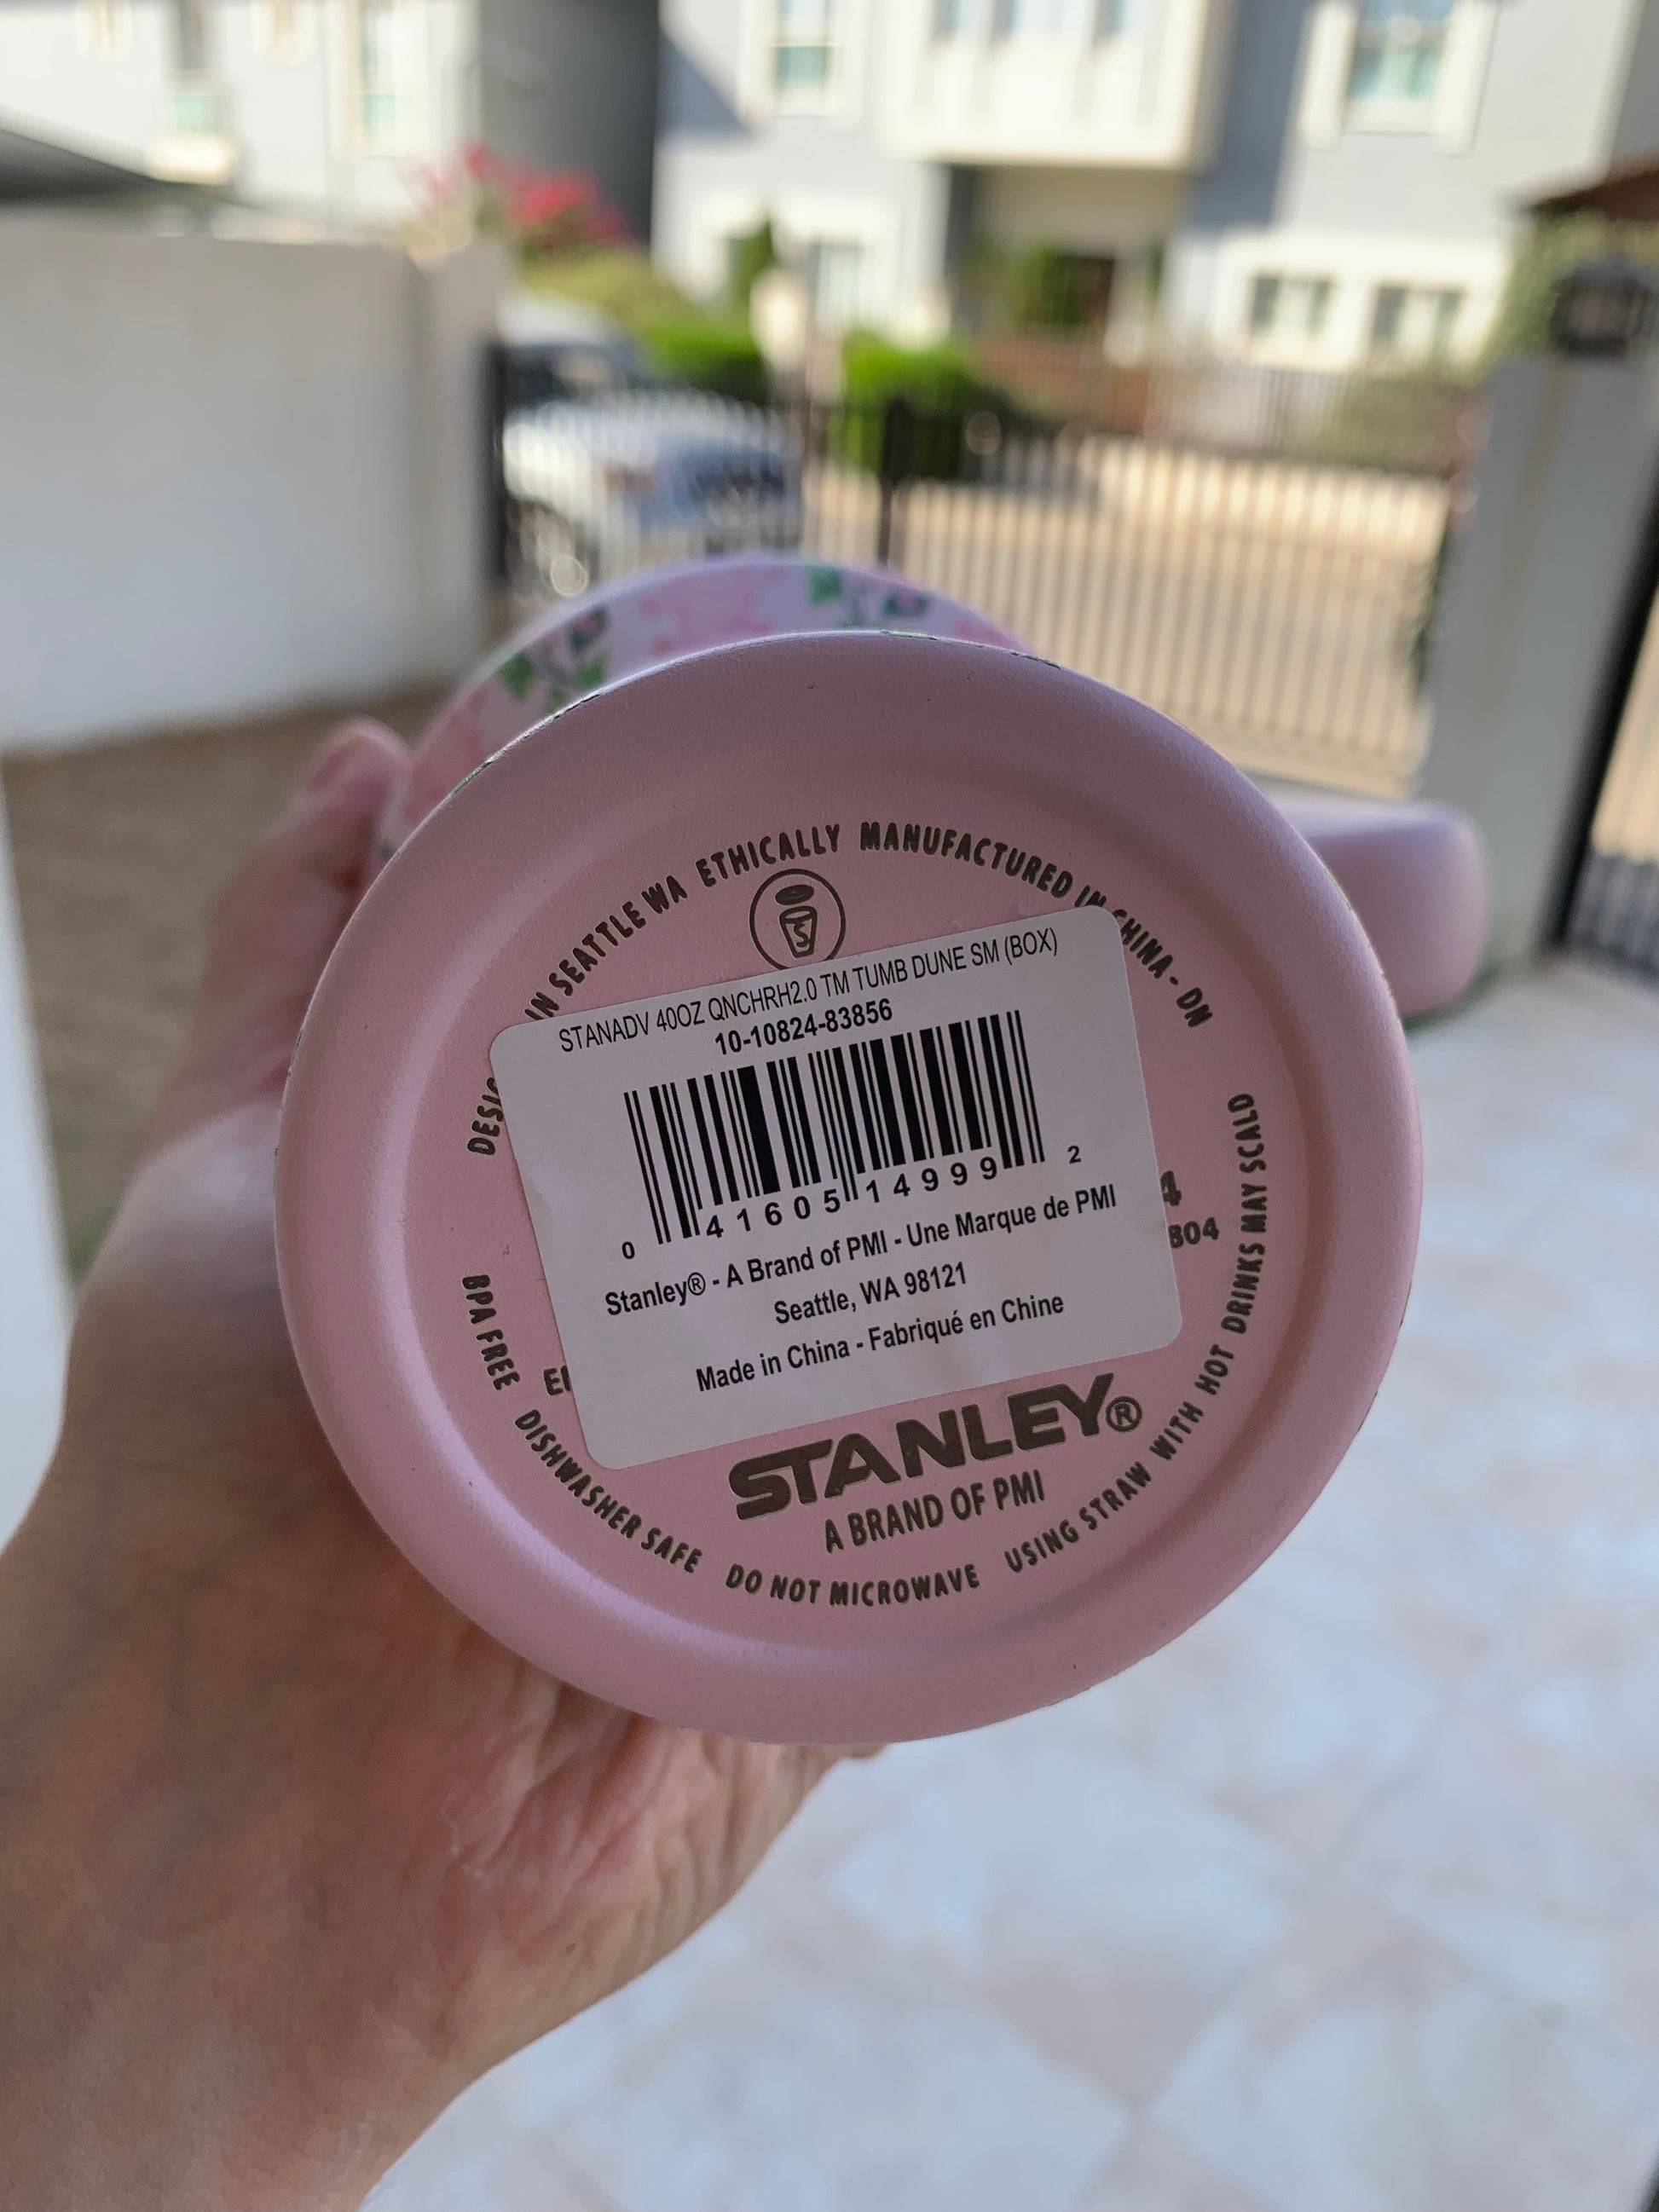 IN SEATTLE WA ETHICALLY MANUFACTURED IN CHINA - DN
STANADV 40OZ QNCHRH2.0 TM TUMB DUNE SM (BOX)
10-10824-83856
0 41605 14999 2
Stanley® - A Brand of PMI - Une Marque de PMI
Seattle, WA 98121
Made in China - Fabriqué en Chine
4
304
STANLEY®
A BRAND OF PMI
BPA FREE DISHWASHER SAFE DO NOT MICROWAVE USING STRAW WITH HOT DRINKS MAY SCALD